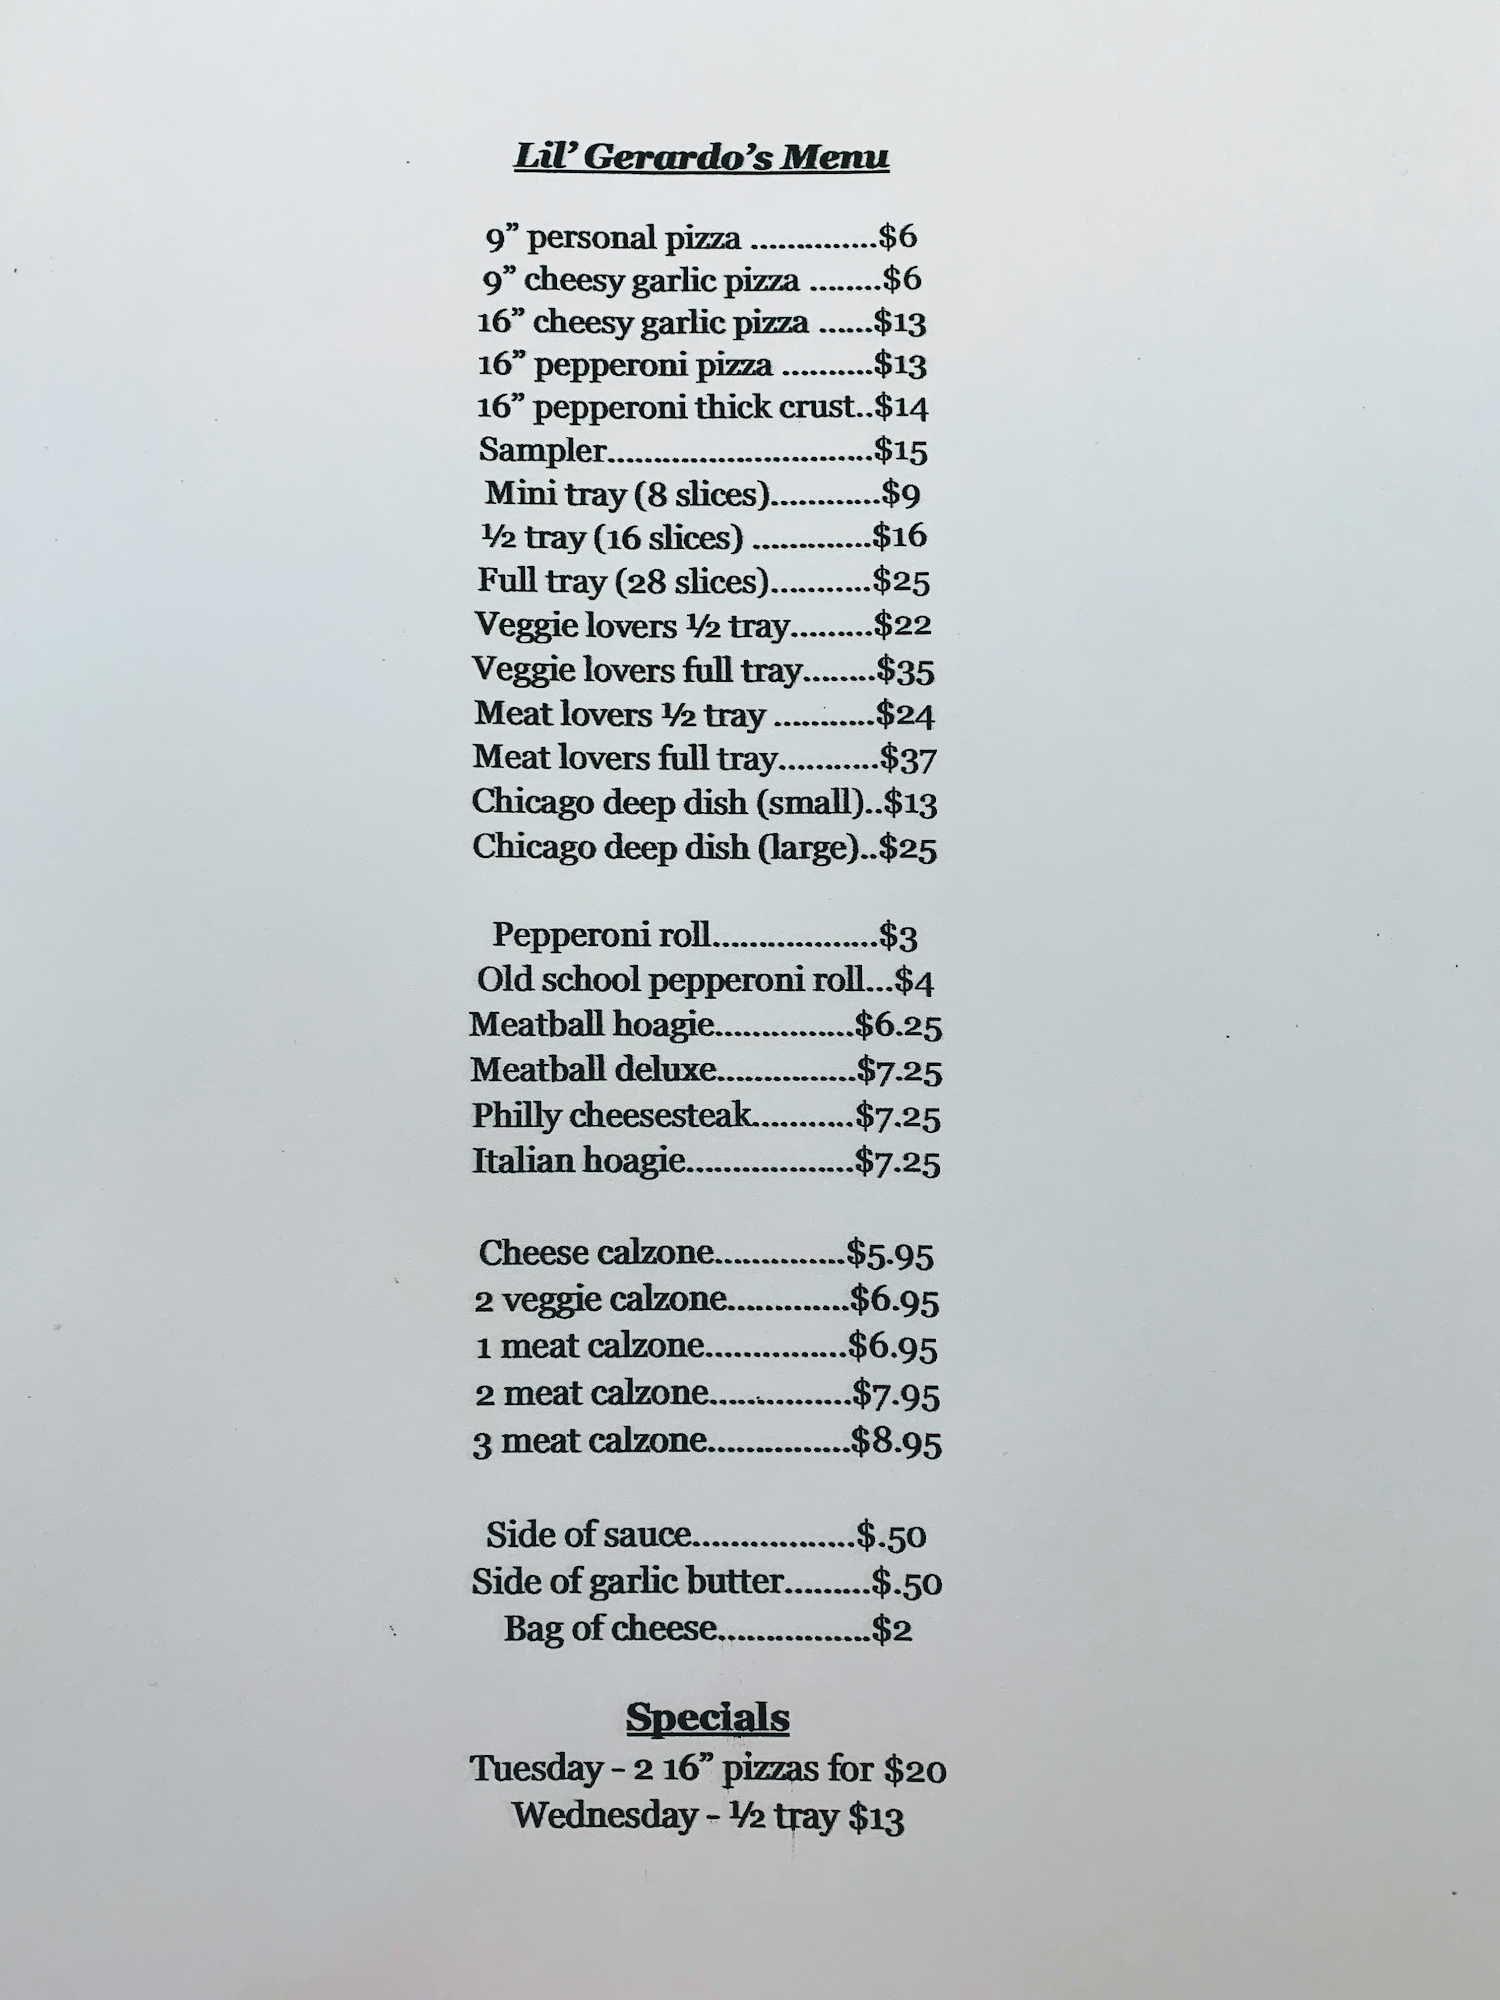 Lil’ Gerardo’s Menu
9” personal pizza ..............$6
9” cheesy garlic pizza ........$6
16” cheesy garlic pizza ......$13
16” pepperoni pizza ..........$13
16” pepperoni thick crust..$14
Sampler.............................$15
Mini tray (8 slices)............$9
½ tray (16 slices) .............$16
Full tray (28 slices)...........$25
Veggie lovers ½ tray.........$22
Veggie lovers full tray........$35
Meat lovers ½ tray ...........$24
Meat lovers full tray...........$37
Chicago deep dish (small)..$13
Chicago deep dish (large)..$25
Pepperoni roll..................$3
Old school pepperoni roll...$4
Meatball hoagie...............$6.25
Meatball deluxe...............$7.25
Philly cheesesteak...........$7.25
Italian hoagie..................$7.25
Cheese calzone..............$5.95
2 veggie calzone.............$6.95
1 meat calzone...............$6.95
2 meat calzone...............$7.95
3 meat calzone...............$8.95
Side of sauce..................$.50
Side of garlic butter.........$.50
Bag of cheese.................$2
Specials
Tuesday - 2 16” pizzas for $20
Wednesday - ½ tray $13